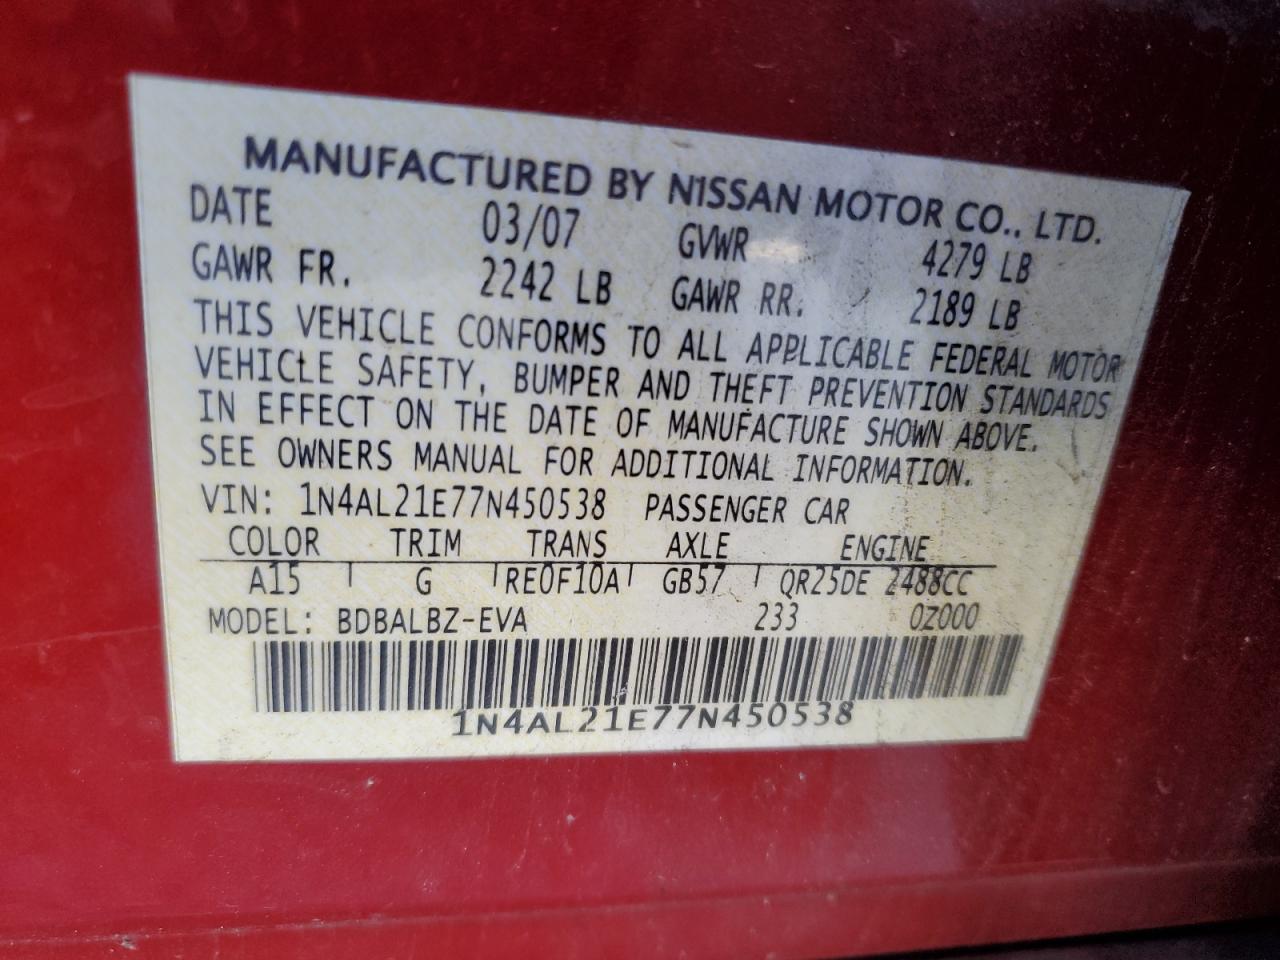 MANUFACTURED BY NISSAN MOTOR CO., LTD.
DATE 03/07 GVWR 4279 LB
GAWR FR. 2242 LB GAWR RR. 2189 LB
THIS VEHICLE CONFORMS TO ALL APPLICABLE FEDERAL MOTOR
VEHICLE SAFETY, BUMPER AND THEFT PREVENTION STANDARDS
IN EFFECT ON THE DATE OF MANUFACTURE SHOWN ABOVE.
SEE OWNERS MANUAL FOR ADDITIONAL INFORMATION.
VIN: 1N4AL21E77N450538 PASSENGER CAR
COLOR TRIM TRANS AXLE ENGINE
A15 G RE0F10A GB57 QR25DE 2488CC
MODEL: BDBALBZ-EVA 233 0Z000
1N4AL21E77N450538